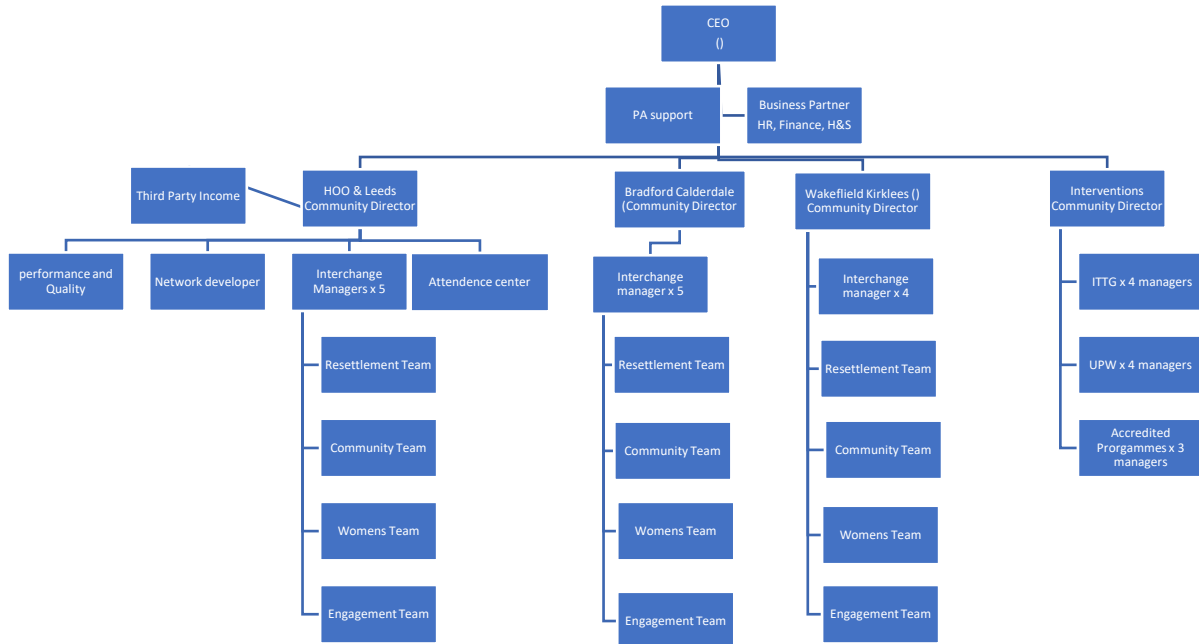 CEO
()
PA support
Business Partner
HR, Finance, H&S
Third Party Income
HOO & Leeds
Community Director
Bradford Calderdale
(Community Director
Wakeflield Kirklees ()
Community Director
Interventions
Community Director
performance and
Quality
Network developer
Interchange
Managers x 5
Attendence center
Interchange
manager x 5
Interchange
manager x 4
ITTG x 4 managers
Resettlement Team
Resettlement Team
Resettlement Team
UPW x 4 managers
Community Team
Community Team
Community Team
Accredited
Prorgammes x 3
managers
Womens Team
Womens Team
Womens Team
Engagement Team
Engagement Team
Engagement Team